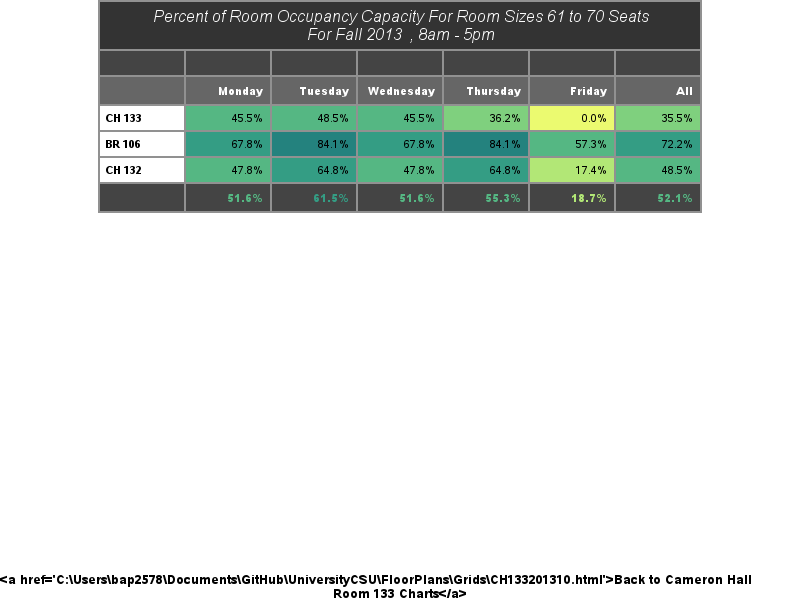 Percent of Room Occupancy Capacity For Room Sizes 61 to 70 Seats
For Fall 2013 , 8am - 5pm
Monday Tuesday Wednesday Thursday Friday All
CH 133 45.5% 48.5% 45.5% 36.2% 0.0% 35.5%
BR 106 67.8% 84.1% 67.8% 84.1% 57.3% 72.2%
CH 132 47.8% 64.8% 47.8% 64.8% 17.4% 48.5%
51.6% 61.5% 51.6% 55.3% 18.7% 52.1%
<a href='C:\Users\bap2578\Documents\GitHub\UniversityCSU\FloorPlans\Grids\CH133201310.html'>Back to Cameron Hall
Room 133 Charts</a>